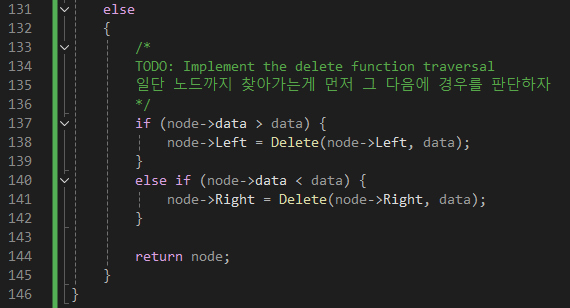 131 else
132 {
133 /*
134 TODO: Implement the delete function traversal
135 일단 노드까지 찾아가는게 먼저 그 다음에 경우를 판단하자
136 */
137 if (node->data > data) {
138 node->Left = Delete(node->Left, data);
139 }
140 else if (node->data < data) {
141 node->Right = Delete(node->Right, data);
142 }
143
144 return node;
145 }
146 }